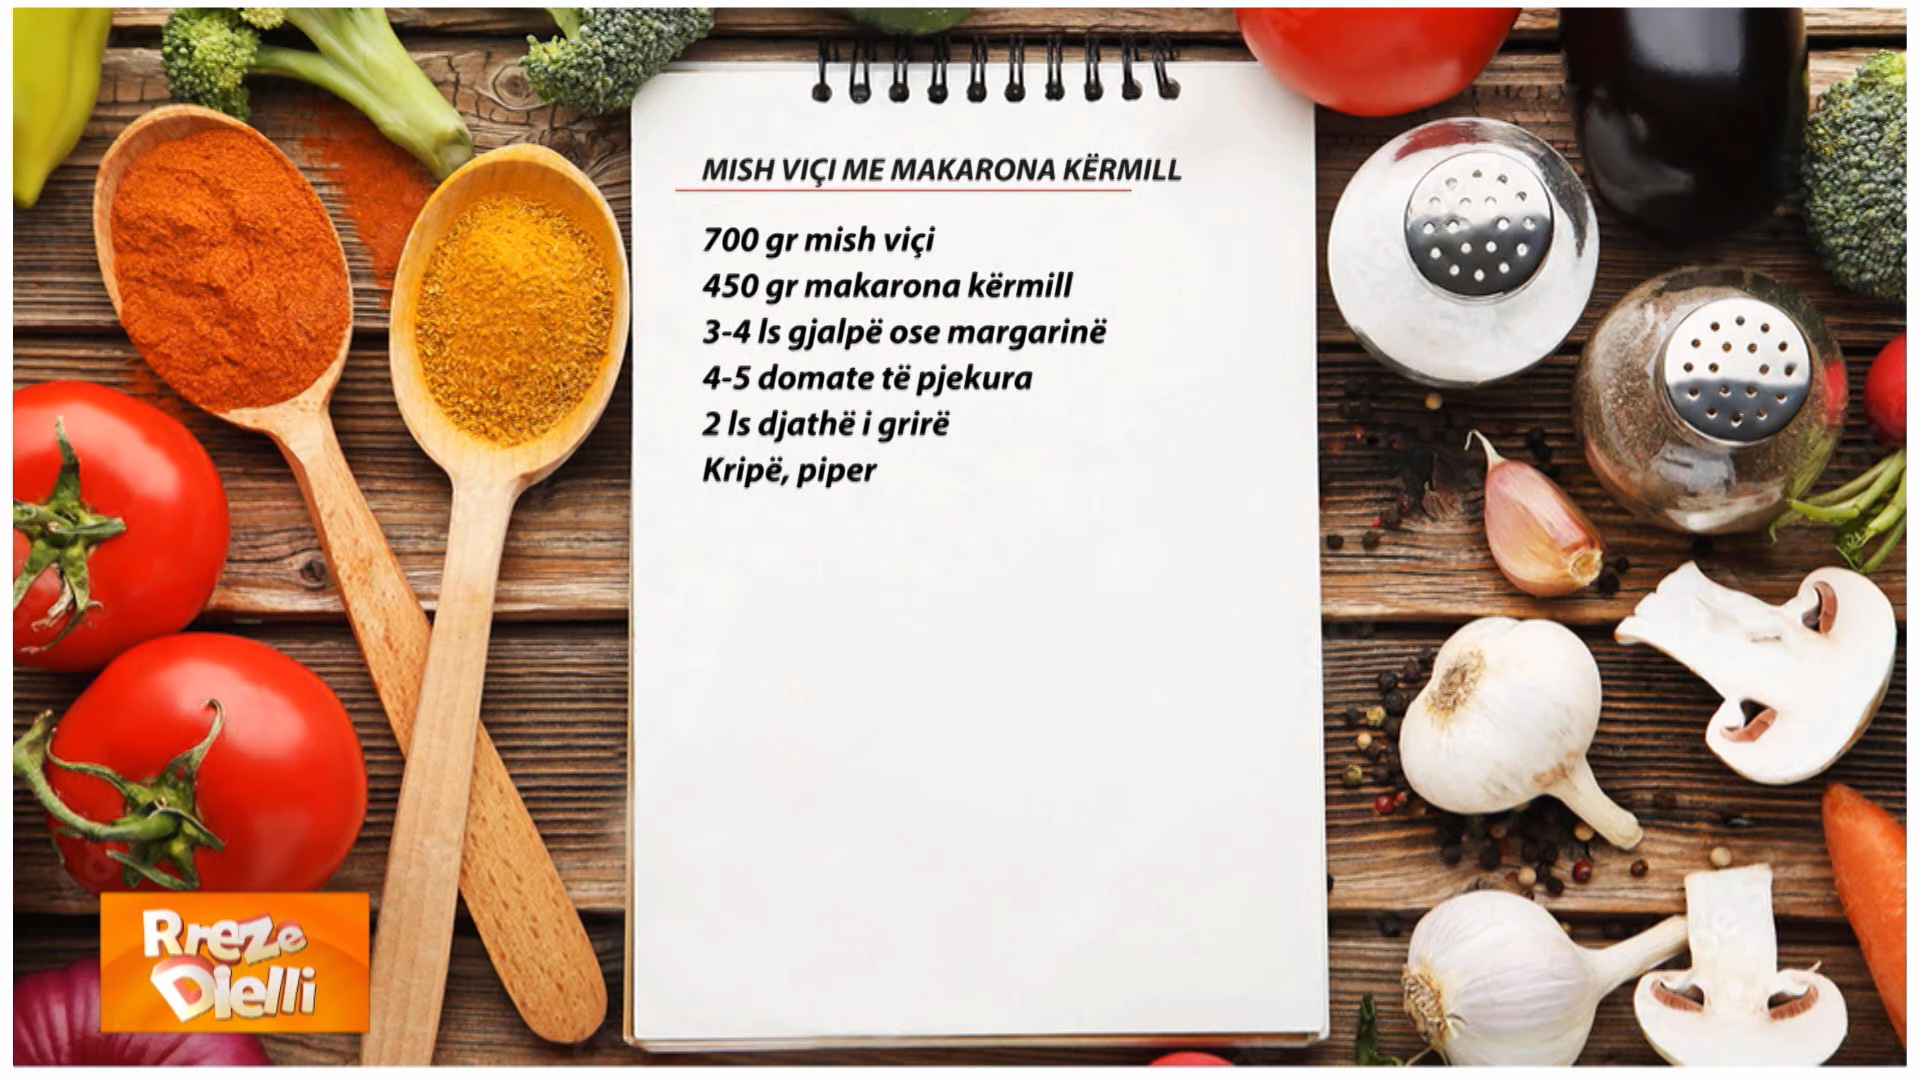 MISH VIÇI ME MAKARONA KËRMILL
700 gr mish viçi
450 gr makarona kërmill
3-4 ls gjalpë ose margarinë
4-5 domate të pjekura
2 ls djathë i grirë
Kripë, piper
Rreze
Dielli